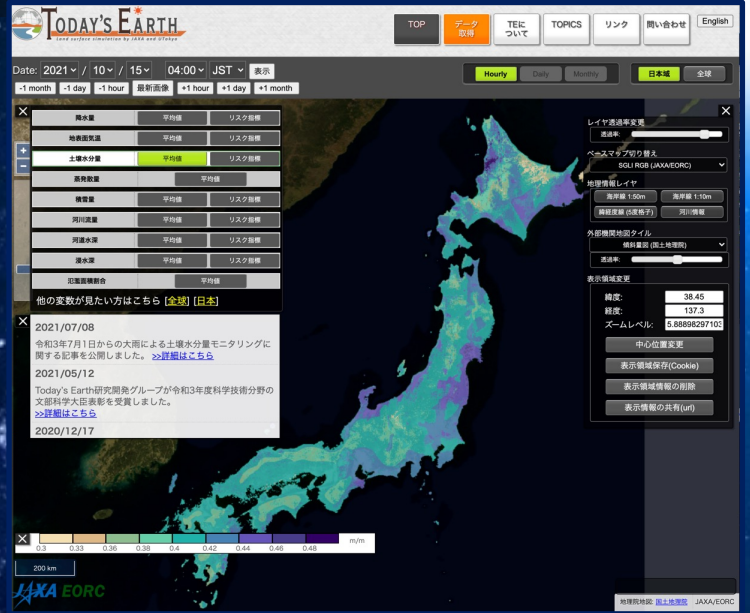 TODAY'S EARTH
Land surface simulation by JAXA and UTokyo
TOP
データ
取得
TEに
ついて
TOPICS
リンク
問い合わせ
English
Date: 2021 / 10 / 15 04:00 JST 表示
-1 month -1 day -1 hour 最新画像 +1 hour +1 day +1 month
Hourly Daily Monthly 日本域 全球
降水量 平均値 リスク指標
地表面気温 平均値 リスク指標
土壌水分量 平均値 リスク指標
蒸発散量 平均値
積雪量 平均値 リスク指標
河川流量 平均値 リスク指標
河道水深 平均値 リスク指標
浸水深 平均値 リスク指標
氾濫面積割合 平均値
他の変数が見たい方はこちら [全球] [日本]
2021/07/08
令和3年7月1日からの大雨による土壌水分量モニタリングに
関する記事を公開しました。 >>詳細はこちら
2021/05/12
Today's Earth研究開発グループが令和3年度科学技術分野の
文部科学大臣表彰を受賞しました。
>>詳細はこちら
2020/12/17
レイヤ透過率変更
透過率:
ベースマップ切り替え
SGLI RGB (JAXA/EORC)
地理情報レイヤ
海岸線 1:50m 海岸線 1:10m
緯経度線 (5度格子) 河川情報
外部機関地図タイル
傾斜量図 (国土地理院)
透過率:
表示領域変更
緯度: 38.45
経度: 137.3
ズームレベル: 5.88898297103
中心位置変更
表示領域保存(Cookie)
表示領域情報の削除
表示情報の共有(url)
m/m
0.3 0.33 0.36 0.38 0.4 0.42 0.44 0.46 0.48
200 km
JAXA EORC
地理院地図: 国土地理院 JAXA/EORC